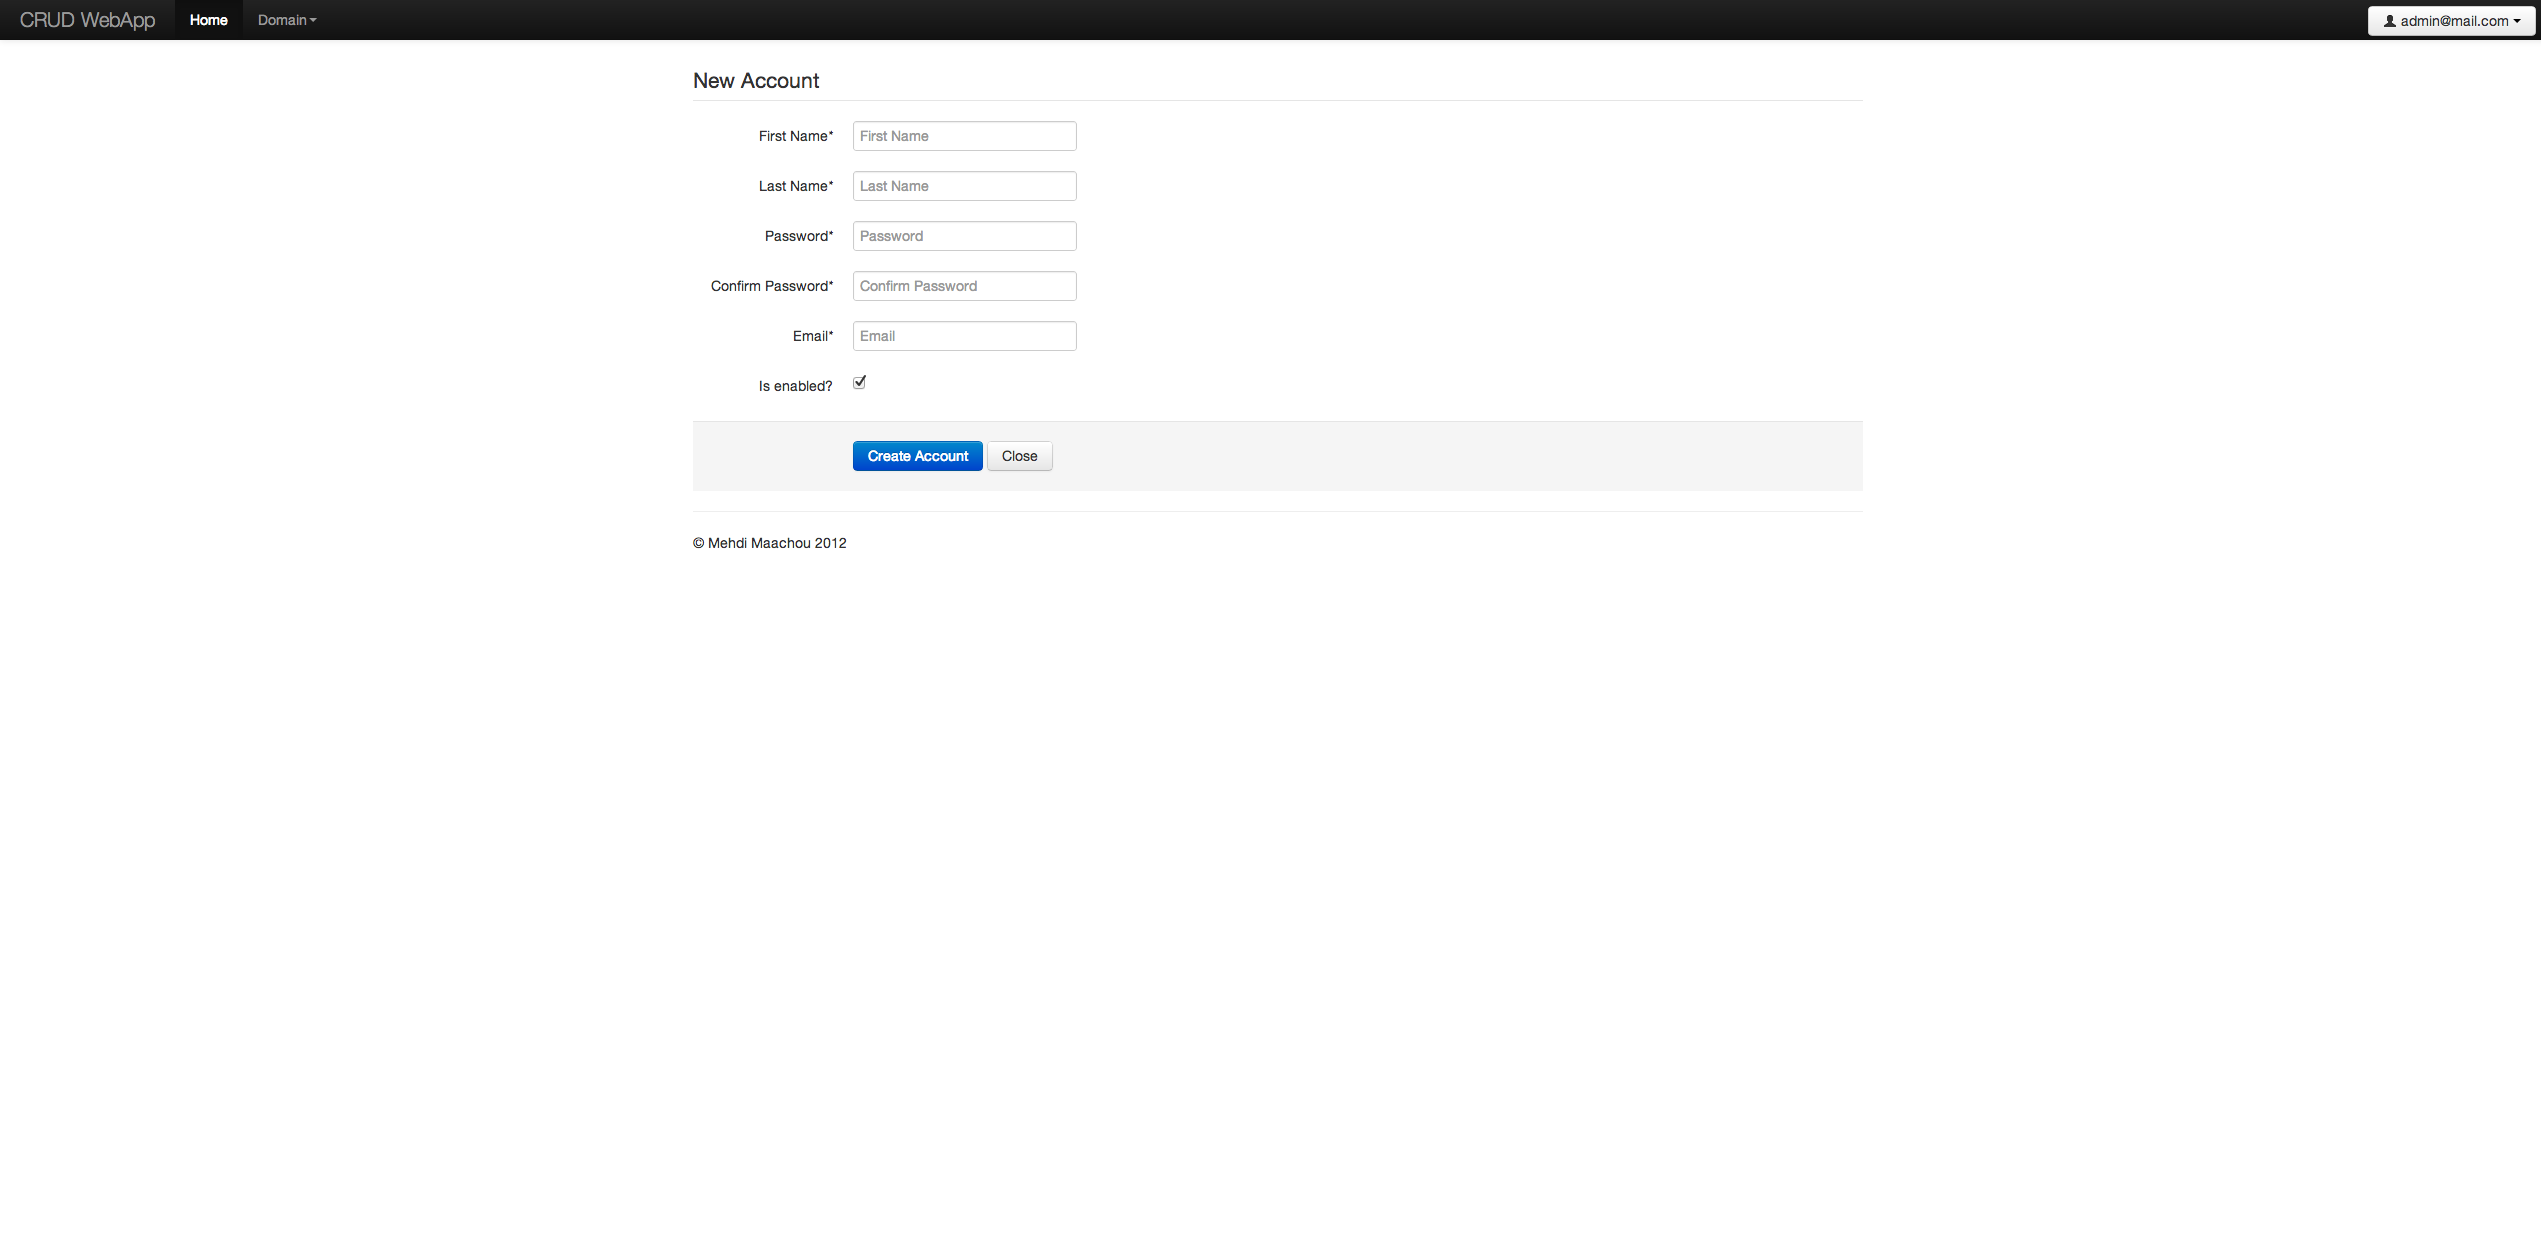 CRUD WebApp Home Domain admin@mail.com
New Account
First Name* First Name
Last Name* Last Name
Password* Password
Confirm Password* Confirm Password
Email* Email
Is enabled?
Create Account Close
© Mehdi Maachou 2012